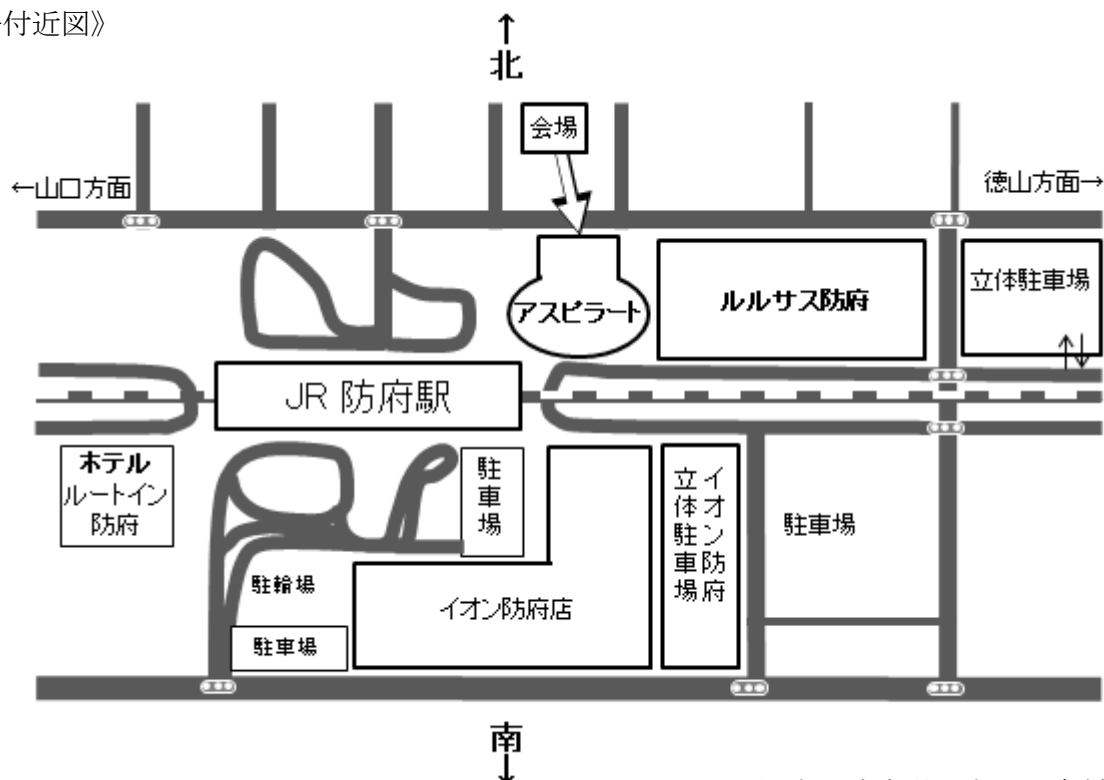 付近図》
北
会場
←山口方面
徳山方面→
アスピラート
ルルサス防府
立体駐車場
JR 防府駅
ホテル
ルートイン
防府
駐車場
イオン防府
立体駐車場
駐車場
駐輪場
イオン防府店
駐車場
南